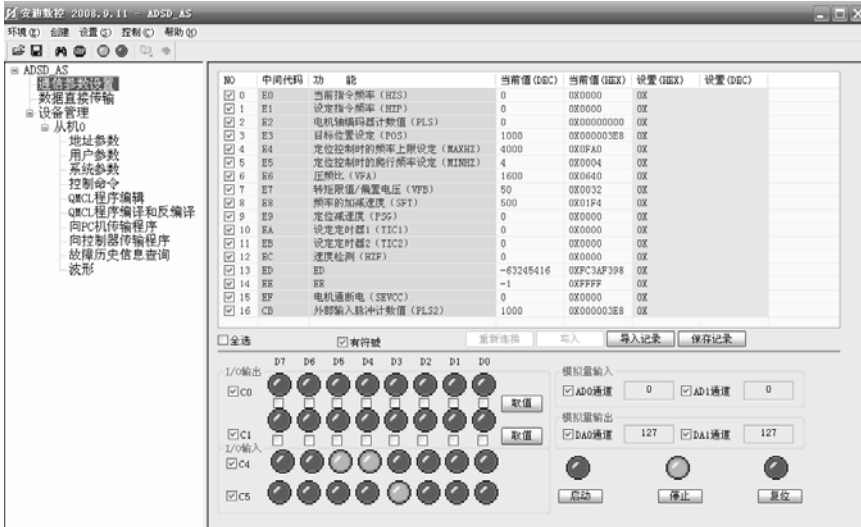 安迪数控 2008.9.11 - ADSD_AS
环境(E) 创建 设置(S) 控制(C) 帮助(H)
ADSD_AS
通信参数设置
数据直接传输
设备管理
从机0
地址参数
用户参数
系统参数
控制命令
QMCL程序编辑
QMCL程序编译和反编译
向PC机传输程序
向控制器传输程序
故障历史信息查询
波形
NO 中间代码 功 能 当前值(DEC) 当前值(HEX) 设置(HEX) 设置(DEC)
0 E0 当前指令频率(HZS) 0 0X0000 0X
1 E1 设定指令频率(HZP) 0 0X0000 0X
2 E2 电机轴编码器计数值(PLS) 0 0X00000000 0X
3 E3 目标位置设定(POS) 1000 0X000003E8 0X
4 E4 定位控制时的频率上限设定(MAXHZ) 4000 0X0FA0 0X
5 E5 定位控制时的爬行频率设定(MINHZ) 4 0X0004 0X
6 E6 压频比(VFA) 1600 0X0640 0X
7 E7 转矩限值/偏置电压(VFB) 50 0X0032 0X
8 E8 频率的加减速度(SFT) 500 0X01F4 0X
9 E9 定位减速度(PSG) 0 0X0000 0X
10 EA 设定定时器1(TIC1) 0 0X0000 0X
11 EB 设定定时器2(TIC2) 0 0X0000 0X
12 EC 速度检测(HZF) 0 0X0000 0X
13 ED ED -63245416 0XFC3AF398 0X
14 EE EE -1 0XFFFF 0X
15 EF 电机通断电(SEVCC) 0 0X0000 0X
16 CB 外部输入脉冲计数值(PLS2) 1000 0X000003E8 0X
全选 有符号 重新连接 写入 导入记录 保存记录
D7 D6 D5 D4 D3 D2 D1 D0
I/O输出
C0 取值
C1 取值
I/O输入
C4
C5
模拟量输入
AD0通道 0 AD1通道 0
模拟量输出
DA0通道 127 DA1通道 127
启动 停止 复位